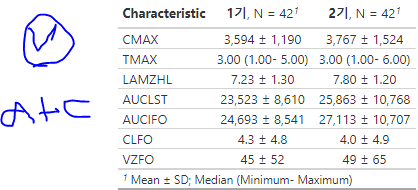 Characteristic 1기, N = 42¹ 2기, N = 42¹
CMAX 3,594 ± 1,190 3,767 ± 1,524
TMAX 3.00 (1.00- 5.00) 3.00 (1.00- 6.00)
LAMZHL 7.23 ± 1.30 7.80 ± 1.20
AUCLST 23,523 ± 8,610 25,863 ± 10,768
AUCIFO 24,693 ± 8,541 27,113 ± 10,707
CLFO 4.3 ± 4.8 4.0 ± 4.9
VZFO 45 ± 52 49 ± 65
¹ Mean ± SD; Median (Minimum- Maximum)